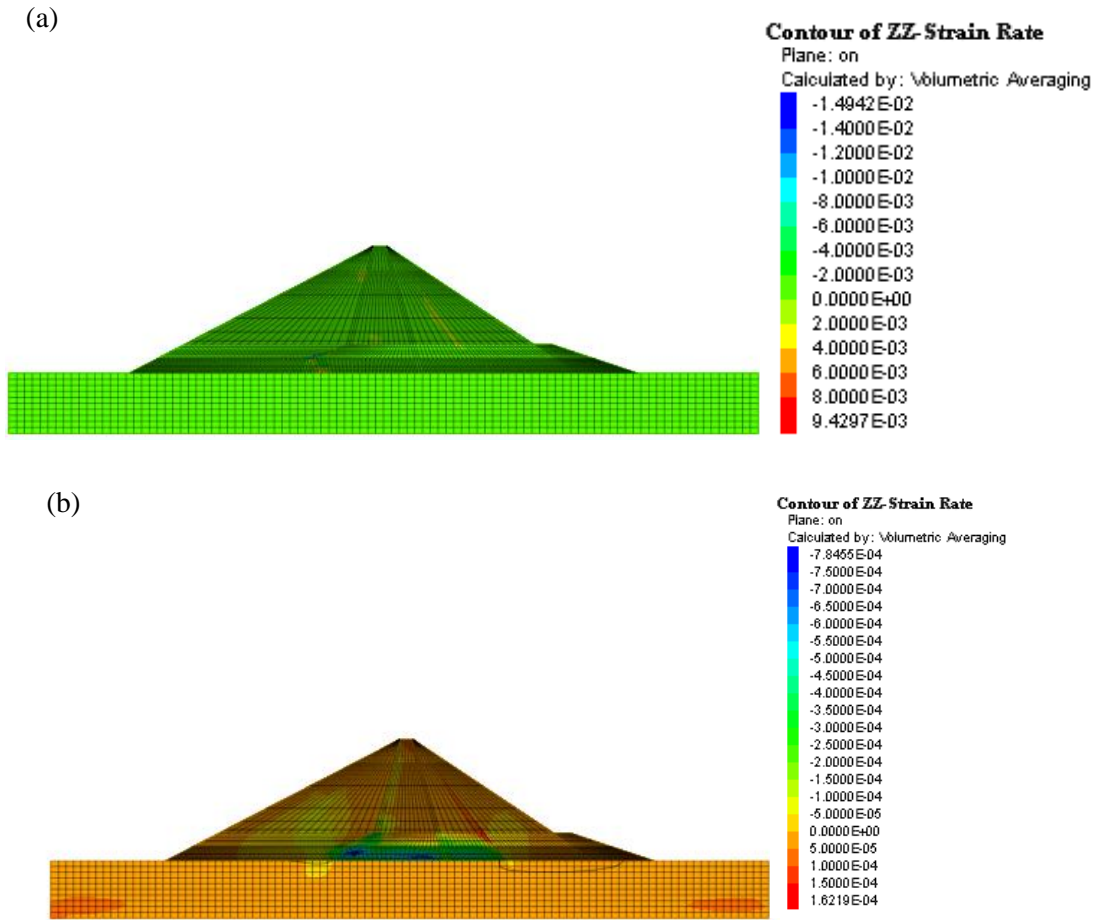 (a)
Contour of ZZ-Strain Rate
Plane: on
Calculated by: Volumetric Averaging
-1.4942E-02
-1.4000E-02
-1.2000E-02
-1.0000E-02
-8.0000E-03
-6.0000E-03
-4.0000E-03
-2.0000E-03
0.0000E+00
2.0000E-03
4.0000E-03
6.0000E-03
8.0000E-03
9.4297E-03
(b)
Contour of ZZ-Strain Rate
Plane: on
Calculated by: Volumetric Averaging
-7.8455E-04
-7.5000E-04
-7.0000E-04
-6.5000E-04
-6.0000E-04
-5.5000E-04
-5.0000E-04
-4.5000E-04
-4.0000E-04
-3.5000E-04
-3.0000E-04
-2.5000E-04
-2.0000E-04
-1.5000E-04
-1.0000E-04
-5.0000E-05
0.0000E+00
5.0000E-05
1.0000E-04
1.5000E-04
1.6219E-04